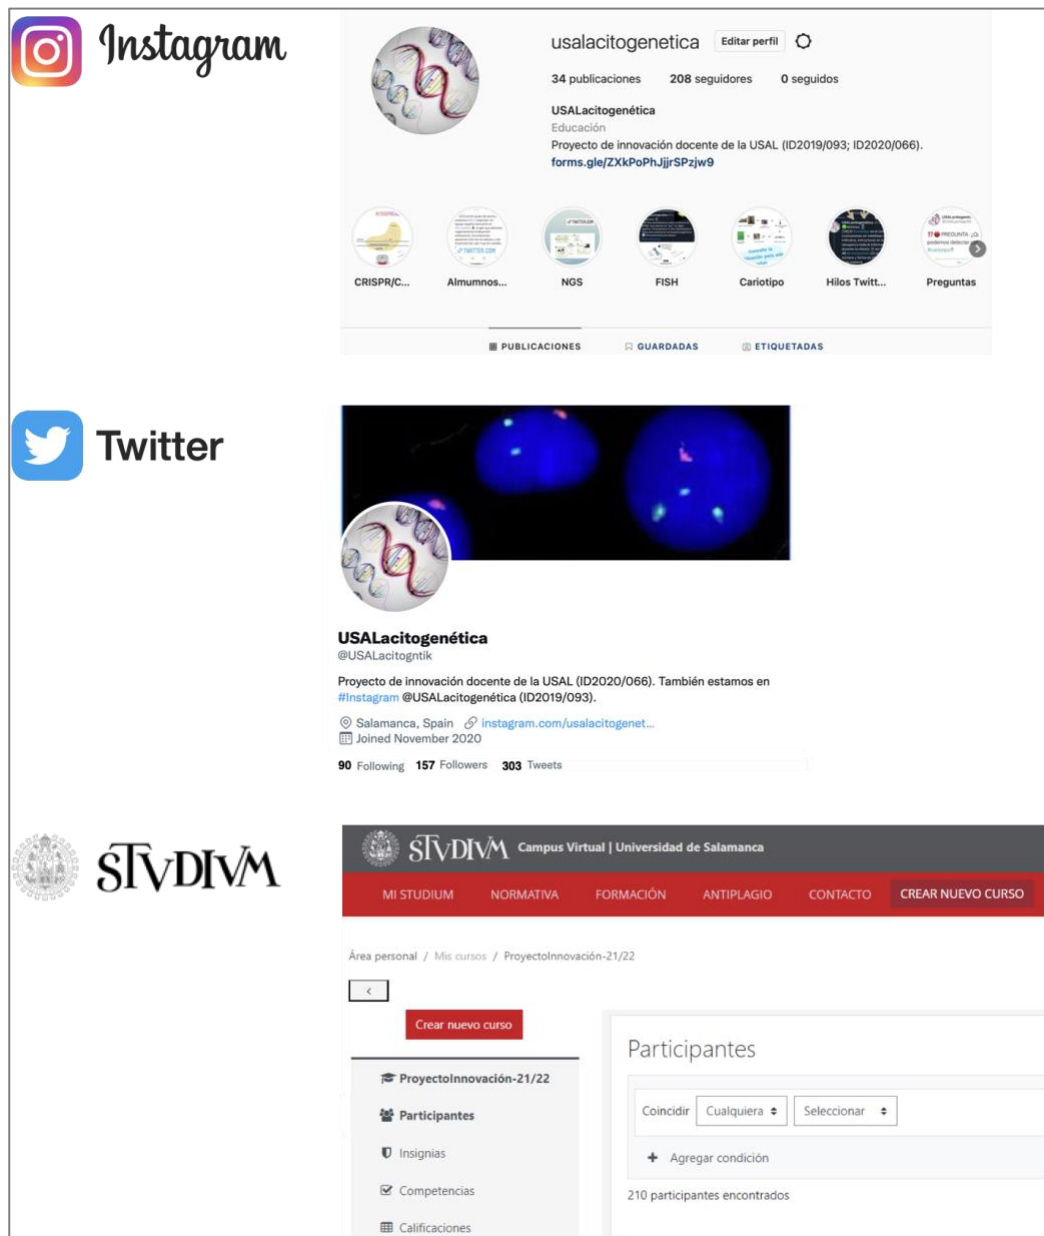 Instagram
usalacitogenetica Editar perfil
34 publicaciones 208 seguidores 0 seguidos
USALacitogenética
Educación
Proyecto de innovación docente de la USAL (ID2019/093; ID2020/066).
forms.gle/ZXkPoPhJjjrSPzjw9
CRISPR/C... Almumnos... NGS FISH Cariotipo Hilos Twitt... Preguntas
PUBLICACIONES GUARDADAS ETIQUETADAS
Twitter
USALacitogenética
@USALacitogntik
Proyecto de innovación docente de la USAL (ID2020/066). También estamos en
#Instagram @USALacitogenética (ID2019/093).
Salamanca, Spain instagram.com/usalacitogenet...
Joined November 2020
90 Following 157 Followers 303 Tweets
STVDIVM
STVDIVM Campus Virtual | Universidad de Salamanca
MI STUDIUM NORMATIVA FORMACIÓN ANTIPLAGIO CONTACTO CREAR NUEVO CURSO
Área personal / Mis cursos / ProyectoInnovación-21/22
<
Crear nuevo curso
Participantes
ProyectoInnovación-21/22
Participantes
Coincidir Cualquiera Seleccionar
Insignias
Agregar condición
Competencias
210 participantes encontrados
Calificaciones